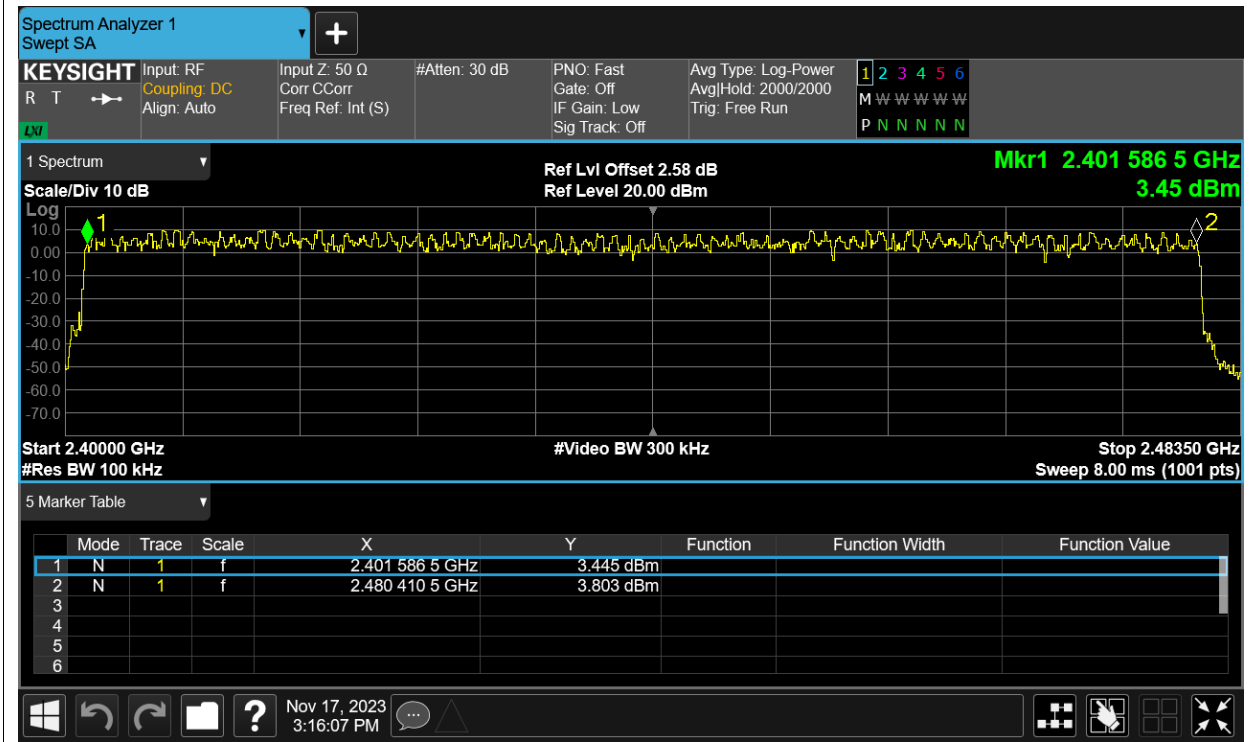 Spectrum Analyzer 1
Swept SA
KEYSIGHT
R T
LXI
Input: RF
Coupling: DC
Align: Auto
Input Z: 50 Ω
Corr CCorr
Freq Ref: Int (S)
#Atten: 30 dB
PNO: Fast
Gate: Off
IF Gain: Low
Sig Track: Off
Avg Type: Log-Power
Avg|Hold: 2000/2000
Trig: Free Run
1 2 3 4 5 6
M W W W W W
P N N N N N
1 Spectrum
Scale/Div 10 dB
Ref Lvl Offset 2.58 dB
Ref Level 20.00 dBm
Mkr1 2.401 586 5 GHz
3.45 dBm
Log
10.0
0.00
-10.0
-20.0
-30.0
-40.0
-50.0
-60.0
-70.0
1
2
Start 2.40000 GHz
#Res BW 100 kHz
#Video BW 300 kHz
Stop 2.48350 GHz
Sweep 8.00 ms (1001 pts)
5 Marker Table
Mode Trace Scale X Y Function Function Width Function Value
1 N 1 f 2.401 586 5 GHz 3.445 dBm
2 N 1 f 2.480 410 5 GHz 3.803 dBm
3
4
5
6
?
Nov 17, 2023
3:16:07 PM